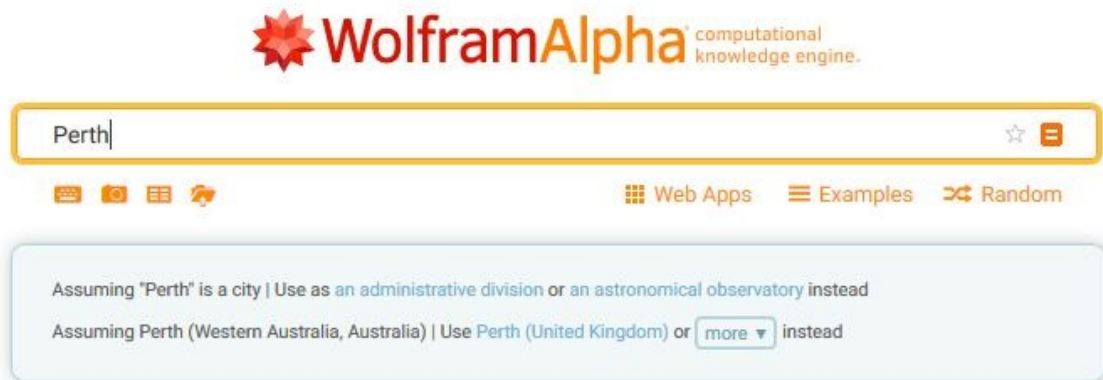 WolframAlpha computational
knowledge engine.
Perth
Web Apps Examples Random
Assuming "Perth" is a city | Use as an administrative division or an astronomical observatory instead
Assuming Perth (Western Australia, Australia) | Use Perth (United Kingdom) or more ▼ instead